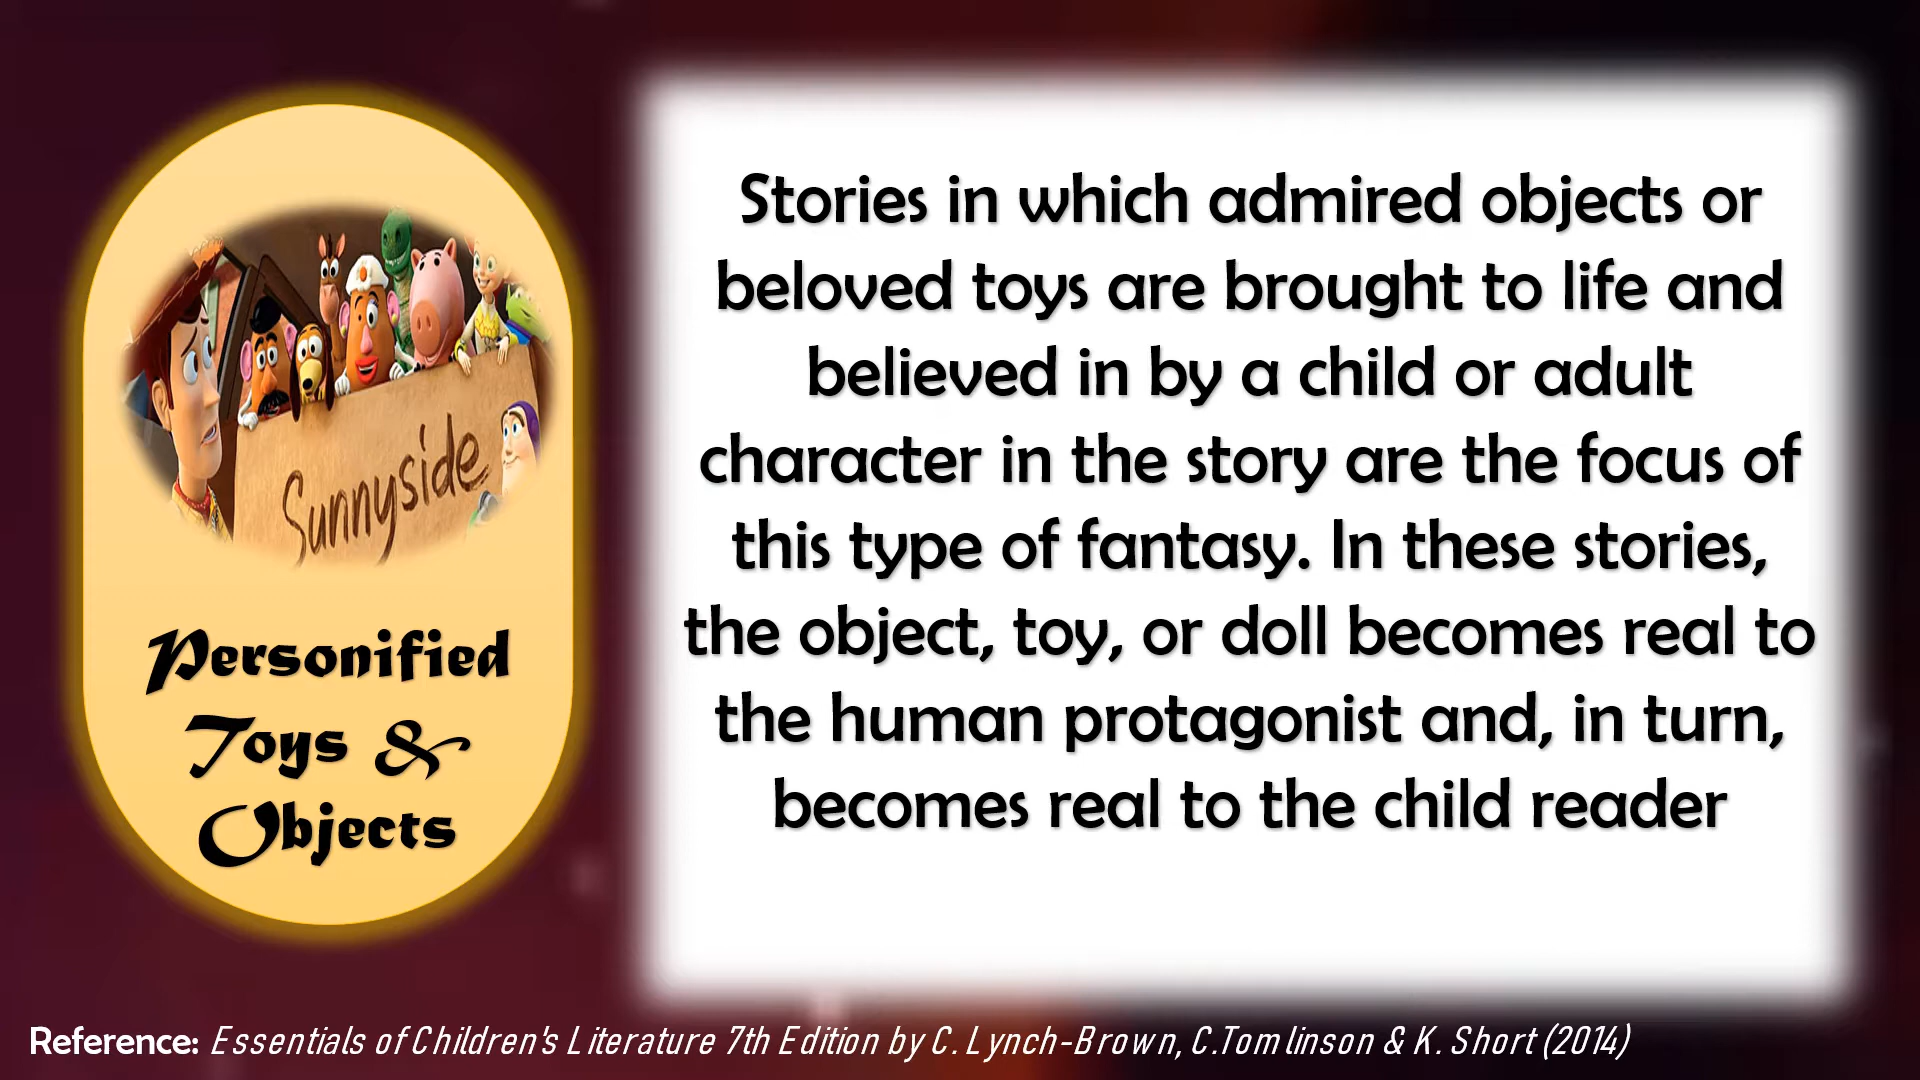 Sunnyside
Personified
Toys &
Objects
Stories in which admired objects or
beloved toys are brought to life and
believed in by a child or adult
character in the story are the focus of
this type of fantasy. In these stories,
the object, toy, or doll becomes real to
the human protagonist and, in turn,
becomes real to the child reader
Reference: Essentials of Children's Literature 7th Edition by C. Lynch-Brown, C.Tomlinson & K. Short (2014)